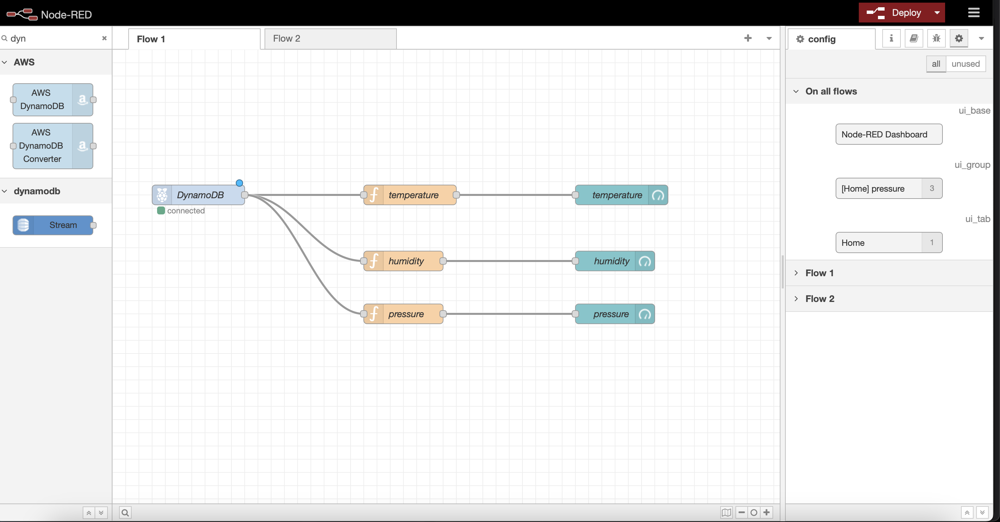 Node-RED
Deploy
dyn
Flow 1
Flow 2
config
all
unused
AWS
AWS
DynamoDB
AWS
DynamoDB
Converter
dynamodb
Stream
DynamoDB
connected
temperature
temperature
humidity
humidity
pressure
pressure
On all flows
ui_base
Node-RED Dashboard
ui_group
[Home] pressure 3
ui_tab
Home 1
Flow 1
Flow 2